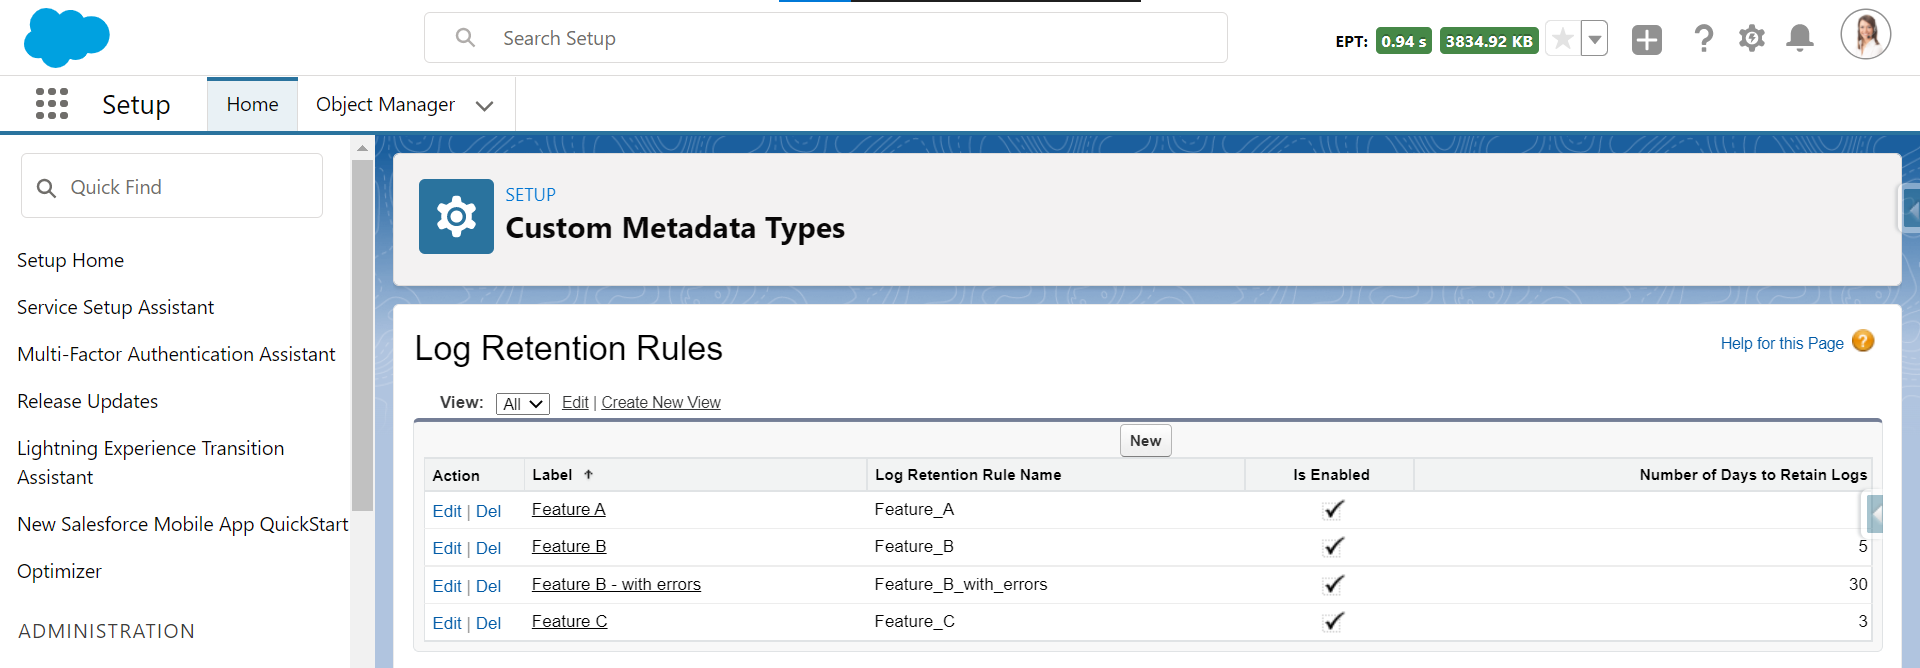 Search Setup
EPT: 0.94 s 3834.92 KB
Setup Home Object Manager
Quick Find
Setup Home
Service Setup Assistant
Multi-Factor Authentication Assistant
Release Updates
Lightning Experience Transition
Assistant
New Salesforce Mobile App QuickStart
Optimizer
ADMINISTRATION
SETUP
Custom Metadata Types
Log Retention Rules
Help for this Page ?
View: All Edit | Create New View
New
Action Label ↑ Log Retention Rule Name Is Enabled Number of Days to Retain Logs
Edit | Del Feature A Feature_A
Edit | Del Feature B Feature_B 5
Edit | Del Feature B - with errors Feature_B_with_errors 30
Edit | Del Feature C Feature_C 3